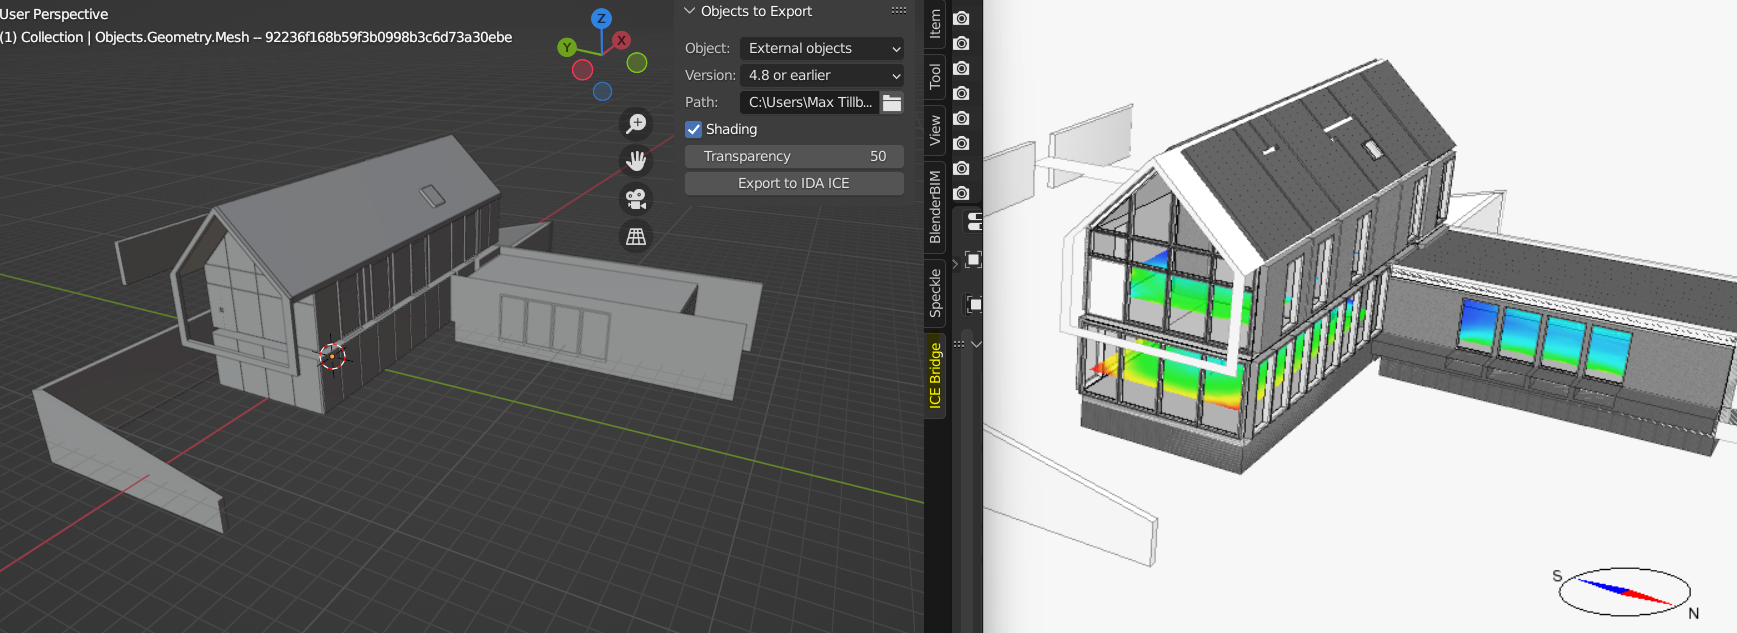 User Perspective
(1) Collection | Objects.Geometry.Mesh -- 92236f168b59f3b0998b3c6d73a30ebe
Z
Y
X
Objects to Export
Object: External objects
Version: 4.8 or earlier
Path: C:\Users\Max Tillb...
Shading
Transparency 50
Export to IDA ICE
Item
Tool
View
BlenderBIM
Speckle
ICE Bridge
S
N